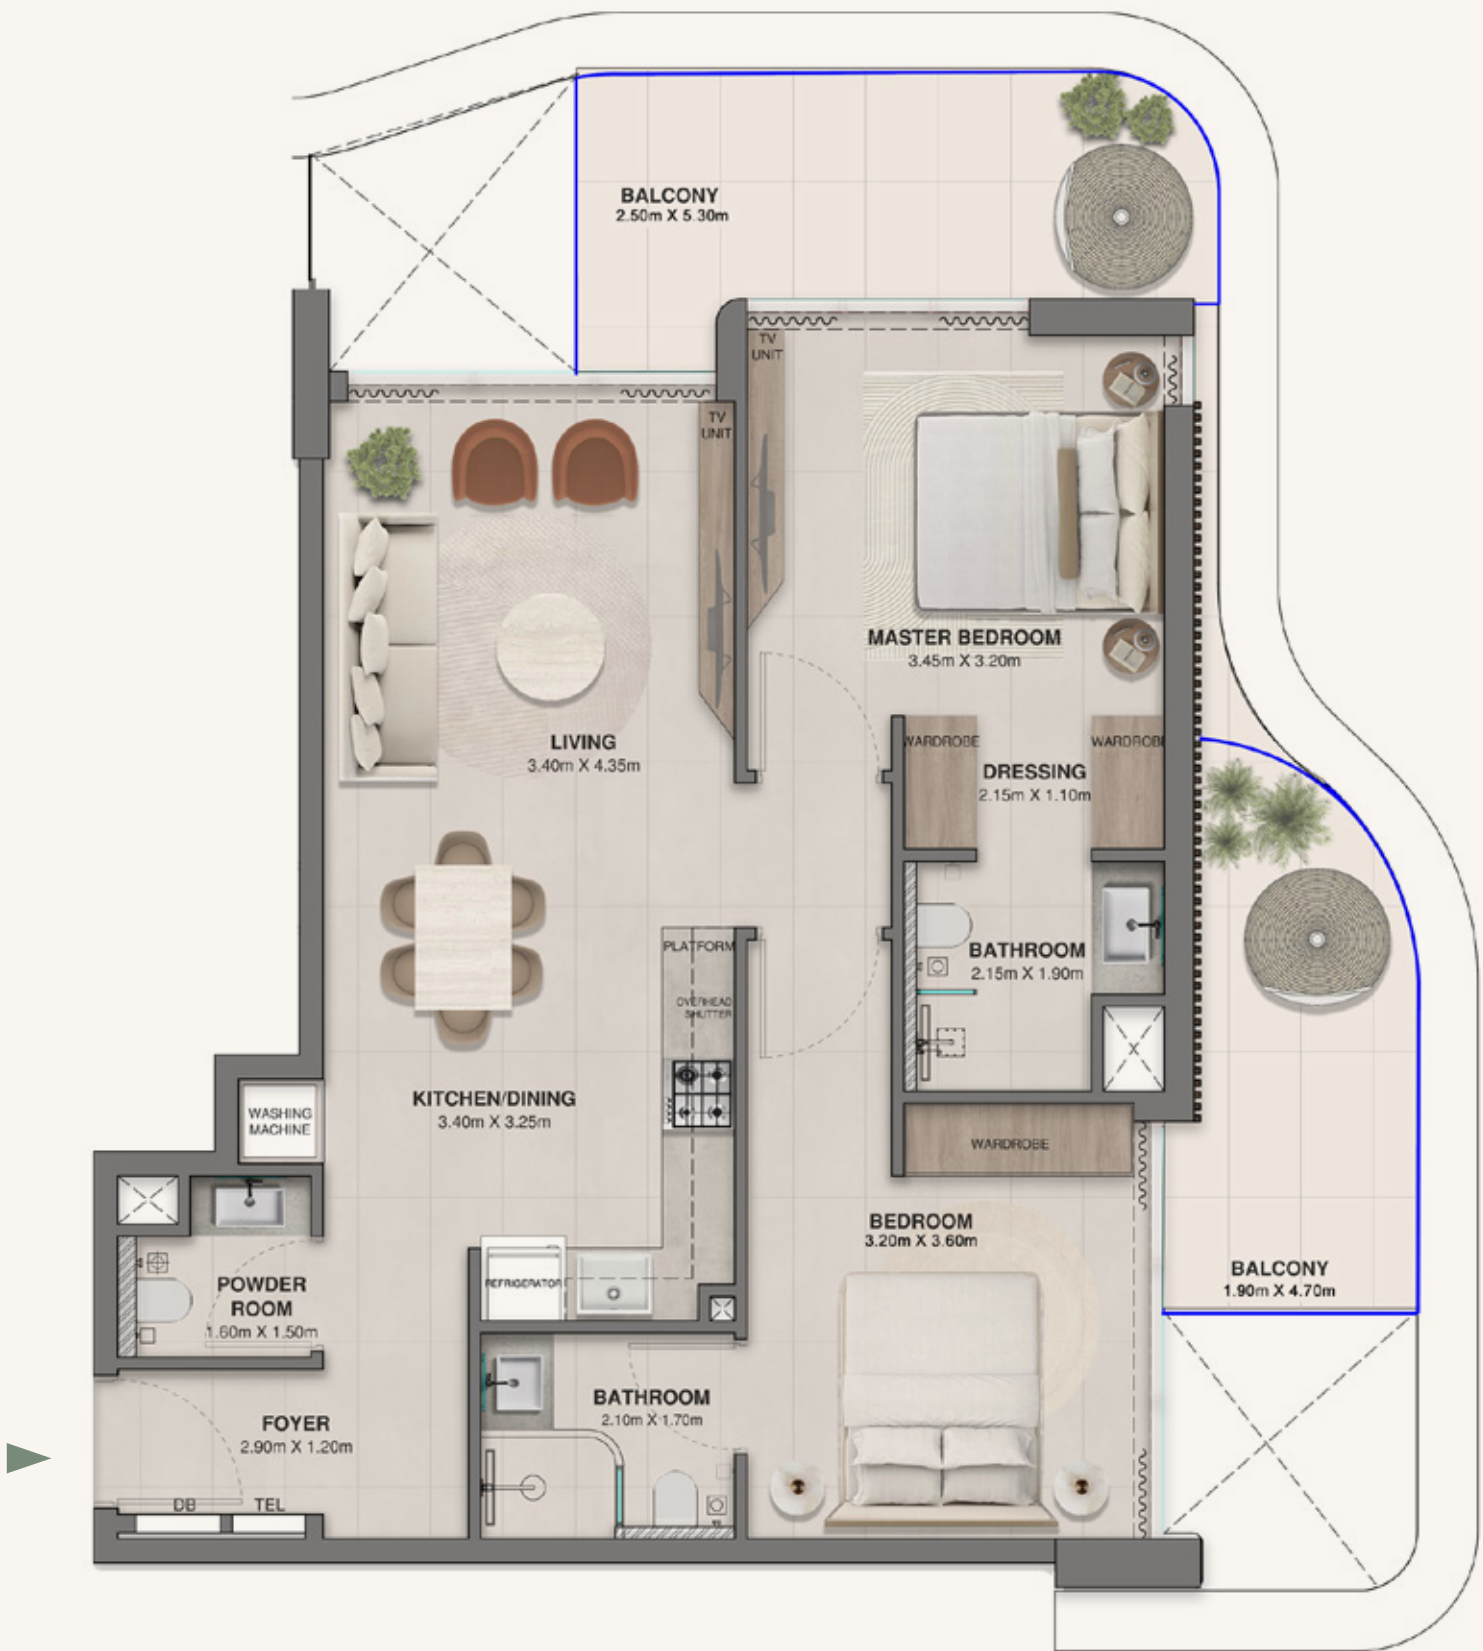 BALCONY
2.50m X 5.30m
TV
UNIT
TV
UNIT
MASTER BEDROOM
3.45m X 3.20m
LIVING
3.40m X 4.35m
WARDROBE
WARDROBE
DRESSING
2.15m X 1.10m
PLATFORM
BATHROOM
2.15m X 1.90m
OVERHEAD
SHUTTER
KITCHEN/DINING
3.40m X 3.25m
WASHING
MACHINE
X
WARDROBE
BEDROOM
3.20m X 3.60m
BALCONY
1.90m X 4.70m
REFRIGERATOR
POWDER
ROOM
1.60m X 1.50m
BATHROOM
2.10m X 1.70m
FOYER
2.90m X 1.20m
DB
TEL